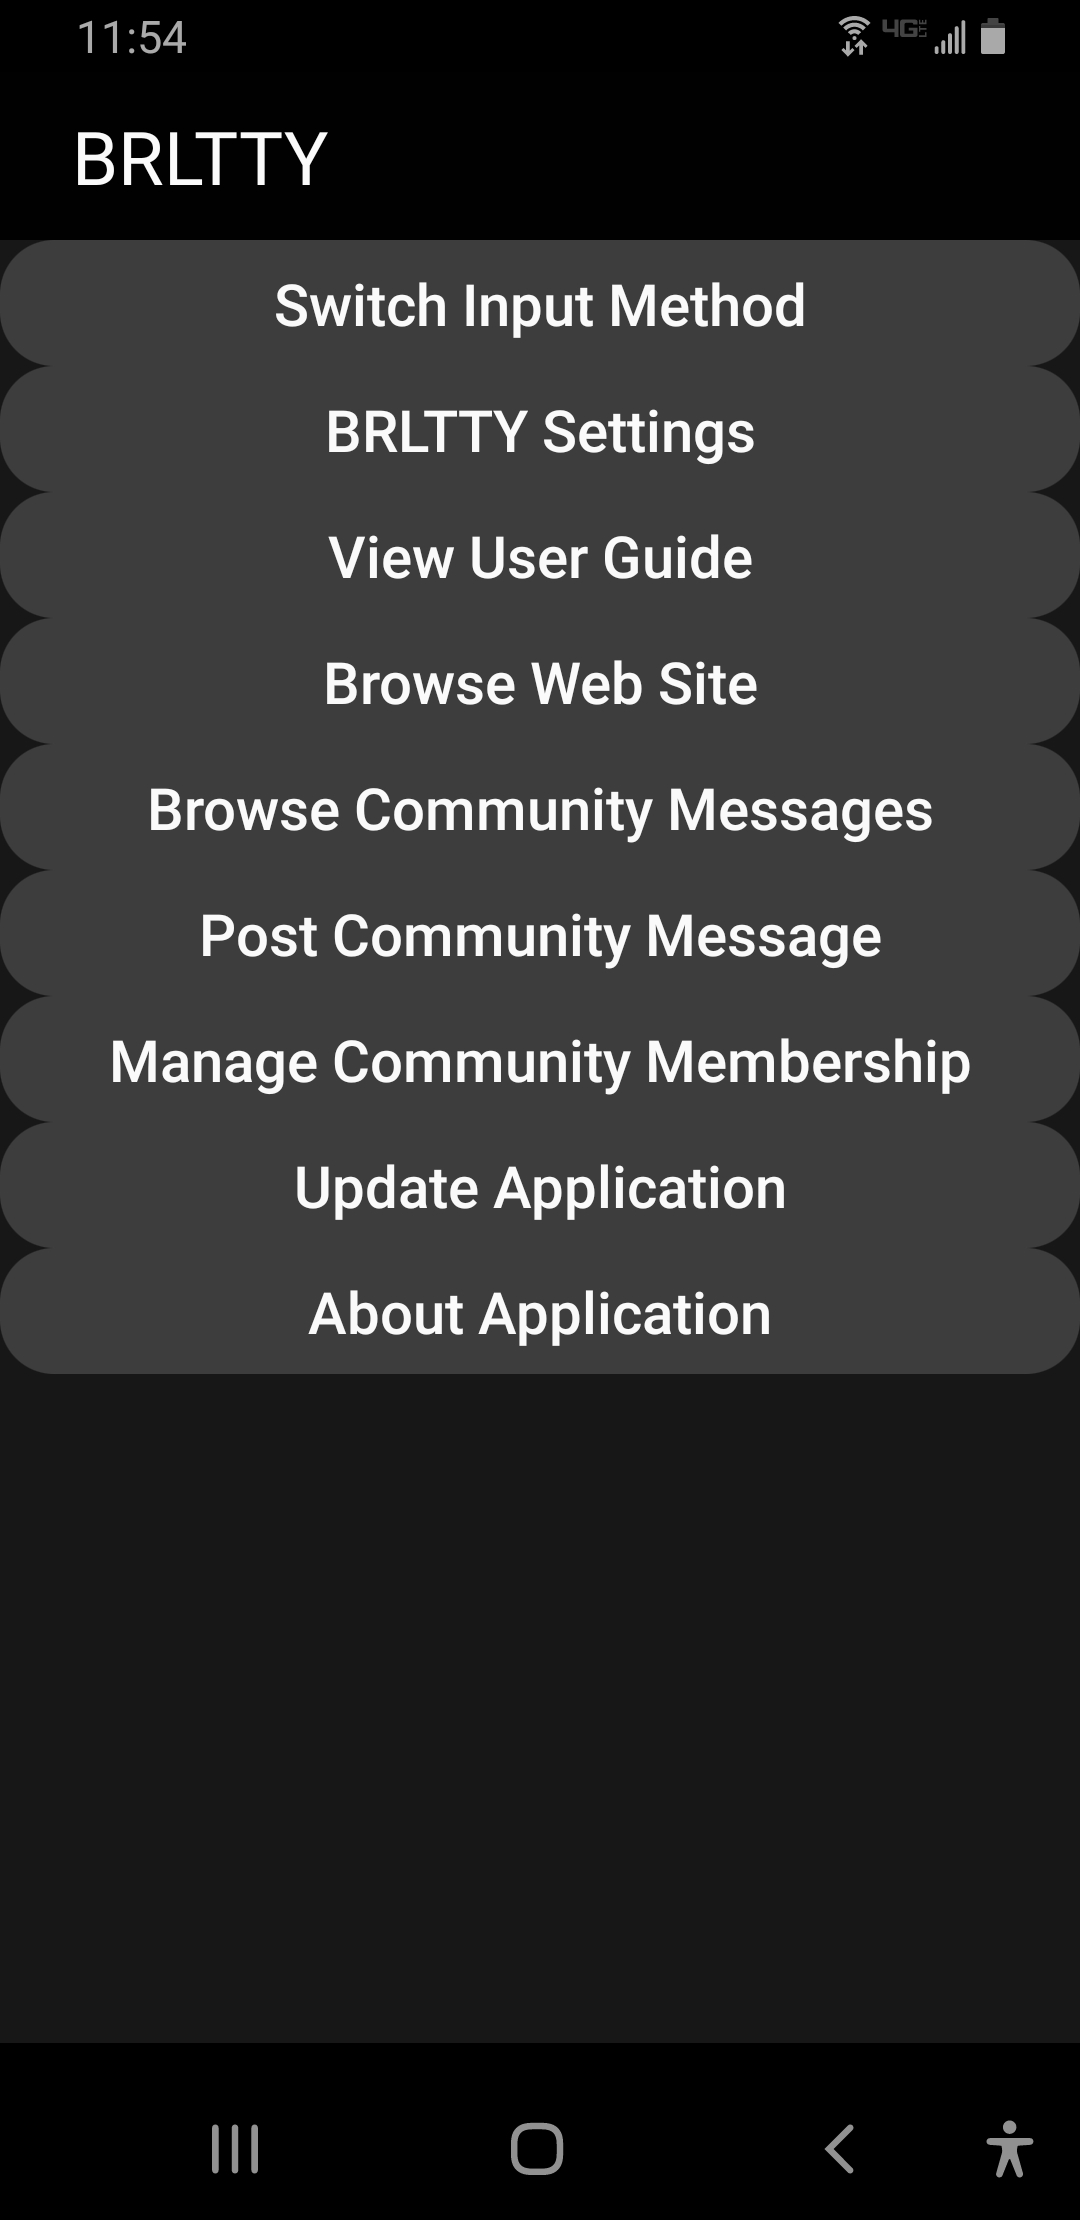 11:54
4G LTE
BRLTTY
Switch Input Method
BRLTTY Settings
View User Guide
Browse Web Site
Browse Community Messages
Post Community Message
Manage Community Membership
Update Application
About Application